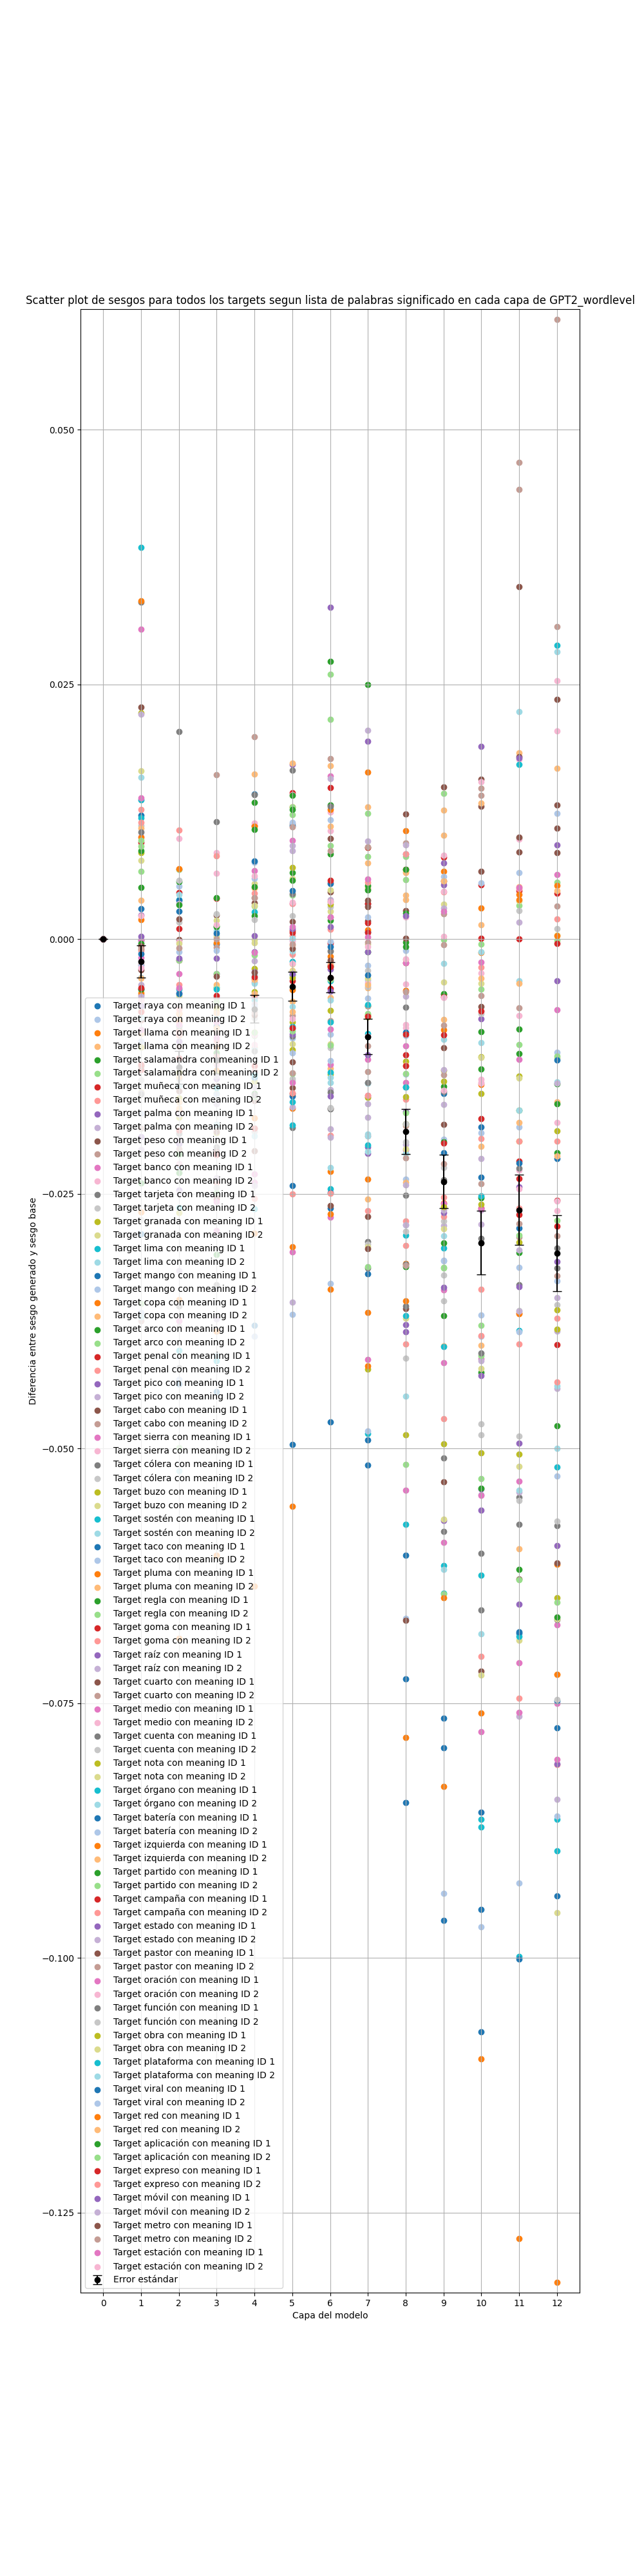 Scatter plot de sesgos para todos los targets segun lista de palabras significado en cada capa de GPT2_wordlevel
0.050
0.025
0.000
−0.025
−0.050
−0.075
−0.100
−0.125
Diferencia entre sesgo generado y sesgo base
Target raya con meaning ID 1
Target raya con meaning ID 2
Target llama con meaning ID 1
Target llama con meaning ID 2
Target salamandra con meaning ID 1
Target salamandra con meaning ID 2
Target muñeca con meaning ID 1
Target muñeca con meaning ID 2
Target palma con meaning ID 1
Target palma con meaning ID 2
Target peso con meaning ID 1
Target peso con meaning ID 2
Target banco con meaning ID 1
Target banco con meaning ID 2
Target tarjeta con meaning ID 1
Target tarjeta con meaning ID 2
Target granada con meaning ID 1
Target granada con meaning ID 2
Target lima con meaning ID 1
Target lima con meaning ID 2
Target mango con meaning ID 1
Target mango con meaning ID 2
Target copa con meaning ID 1
Target copa con meaning ID 2
Target arco con meaning ID 1
Target arco con meaning ID 2
Target penal con meaning ID 1
Target penal con meaning ID 2
Target pico con meaning ID 1
Target pico con meaning ID 2
Target cabo con meaning ID 1
Target cabo con meaning ID 2
Target sierra con meaning ID 1
Target sierra con meaning ID 2
Target cólera con meaning ID 1
Target cólera con meaning ID 2
Target buzo con meaning ID 1
Target buzo con meaning ID 2
Target sostén con meaning ID 1
Target sostén con meaning ID 2
Target taco con meaning ID 1
Target taco con meaning ID 2
Target pluma con meaning ID 1
Target pluma con meaning ID 2
Target regla con meaning ID 1
Target regla con meaning ID 2
Target goma con meaning ID 1
Target goma con meaning ID 2
Target raíz con meaning ID 1
Target raíz con meaning ID 2
Target cuarto con meaning ID 1
Target cuarto con meaning ID 2
Target medio con meaning ID 1
Target medio con meaning ID 2
Target cuenta con meaning ID 1
Target cuenta con meaning ID 2
Target nota con meaning ID 1
Target nota con meaning ID 2
Target órgano con meaning ID 1
Target órgano con meaning ID 2
Target batería con meaning ID 1
Target batería con meaning ID 2
Target izquierda con meaning ID 1
Target izquierda con meaning ID 2
Target partido con meaning ID 1
Target partido con meaning ID 2
Target campaña con meaning ID 1
Target campaña con meaning ID 2
Target estado con meaning ID 1
Target estado con meaning ID 2
Target pastor con meaning ID 1
Target pastor con meaning ID 2
Target oración con meaning ID 1
Target oración con meaning ID 2
Target función con meaning ID 1
Target función con meaning ID 2
Target obra con meaning ID 1
Target obra con meaning ID 2
Target plataforma con meaning ID 1
Target plataforma con meaning ID 2
Target viral con meaning ID 1
Target viral con meaning ID 2
Target red con meaning ID 1
Target red con meaning ID 2
Target aplicación con meaning ID 1
Target aplicación con meaning ID 2
Target expreso con meaning ID 1
Target expreso con meaning ID 2
Target móvil con meaning ID 1
Target móvil con meaning ID 2
Target metro con meaning ID 1
Target metro con meaning ID 2
Target estación con meaning ID 1
Target estación con meaning ID 2
Error estándar
0 1 2 3 4 5 6 7 8 9 10 11 12
Capa del modelo